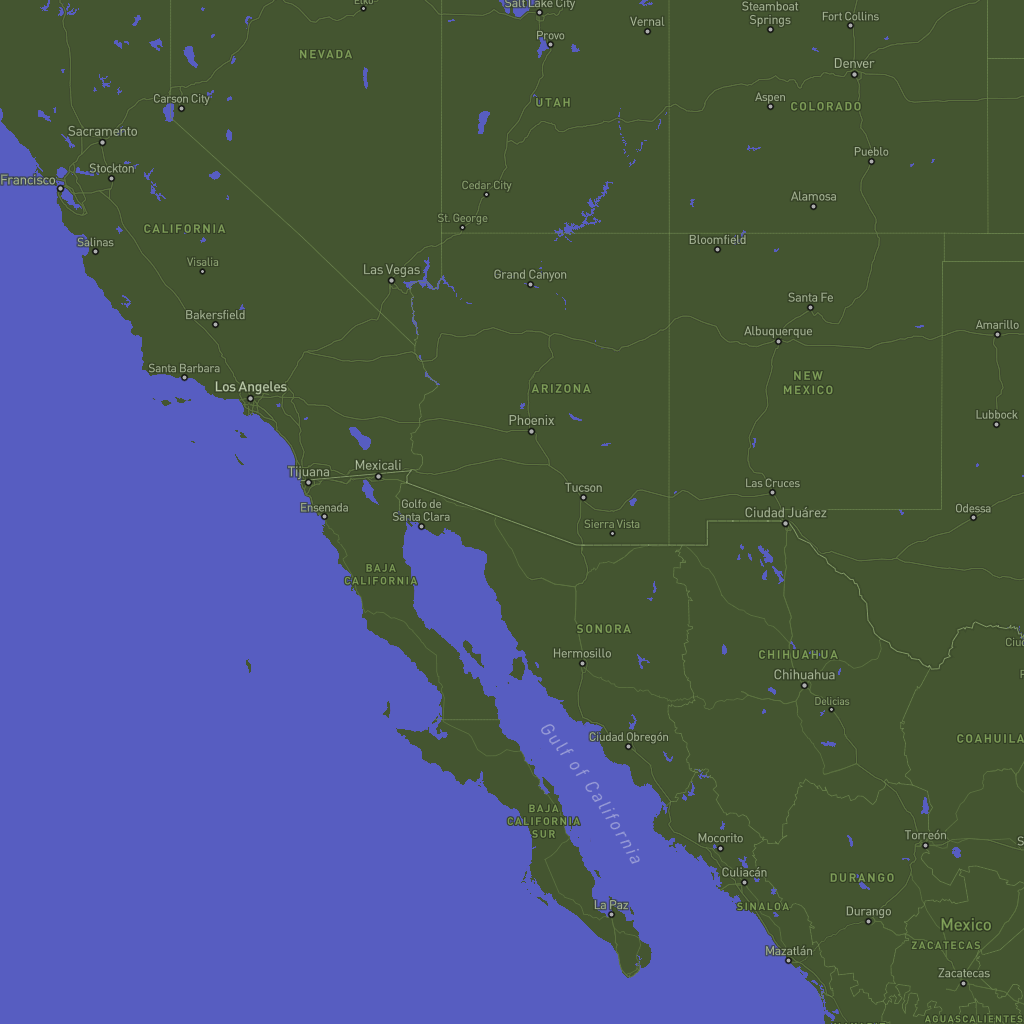 Elko
Salt Lake City
Steamboat
Springs
Fort Collins
Vernal
Provo
NEVADA
Denver
Carson City
UTAH
Aspen
COLORADO
Sacramento
Pueblo
Stockton
Francisco
Cedar City
Alamosa
St. George
CALIFORNIA
Salinas
Bloomfield
Visalia
Las Vegas
Grand Canyon
Santa Fe
Bakersfield
Albuquerque
Amarillo
Santa Barbara
Los Angeles
ARIZONA
NEW
MEXICO
Phoenix
Lubbock
Tijuana
Mexicali
Tucson
Las Cruces
Ensenada
Golfo de
Santa Clara
Sierra Vista
Ciudad Juárez
Odessa
BAJA
CALIFORNIA
SONORA
Hermosillo
CHIHUAHUA
Chihuahua
Delicias
Ciudad Obregón
COAHUILA
Gulf of California
BAJA
CALIFORNIA
SUR
Mocorito
Torreón
Culiacán
DURANGO
La Paz
SINALOA
Durango
Mexico
ZACATECAS
Mazatlán
Zacatecas
AGUASCALIENTES